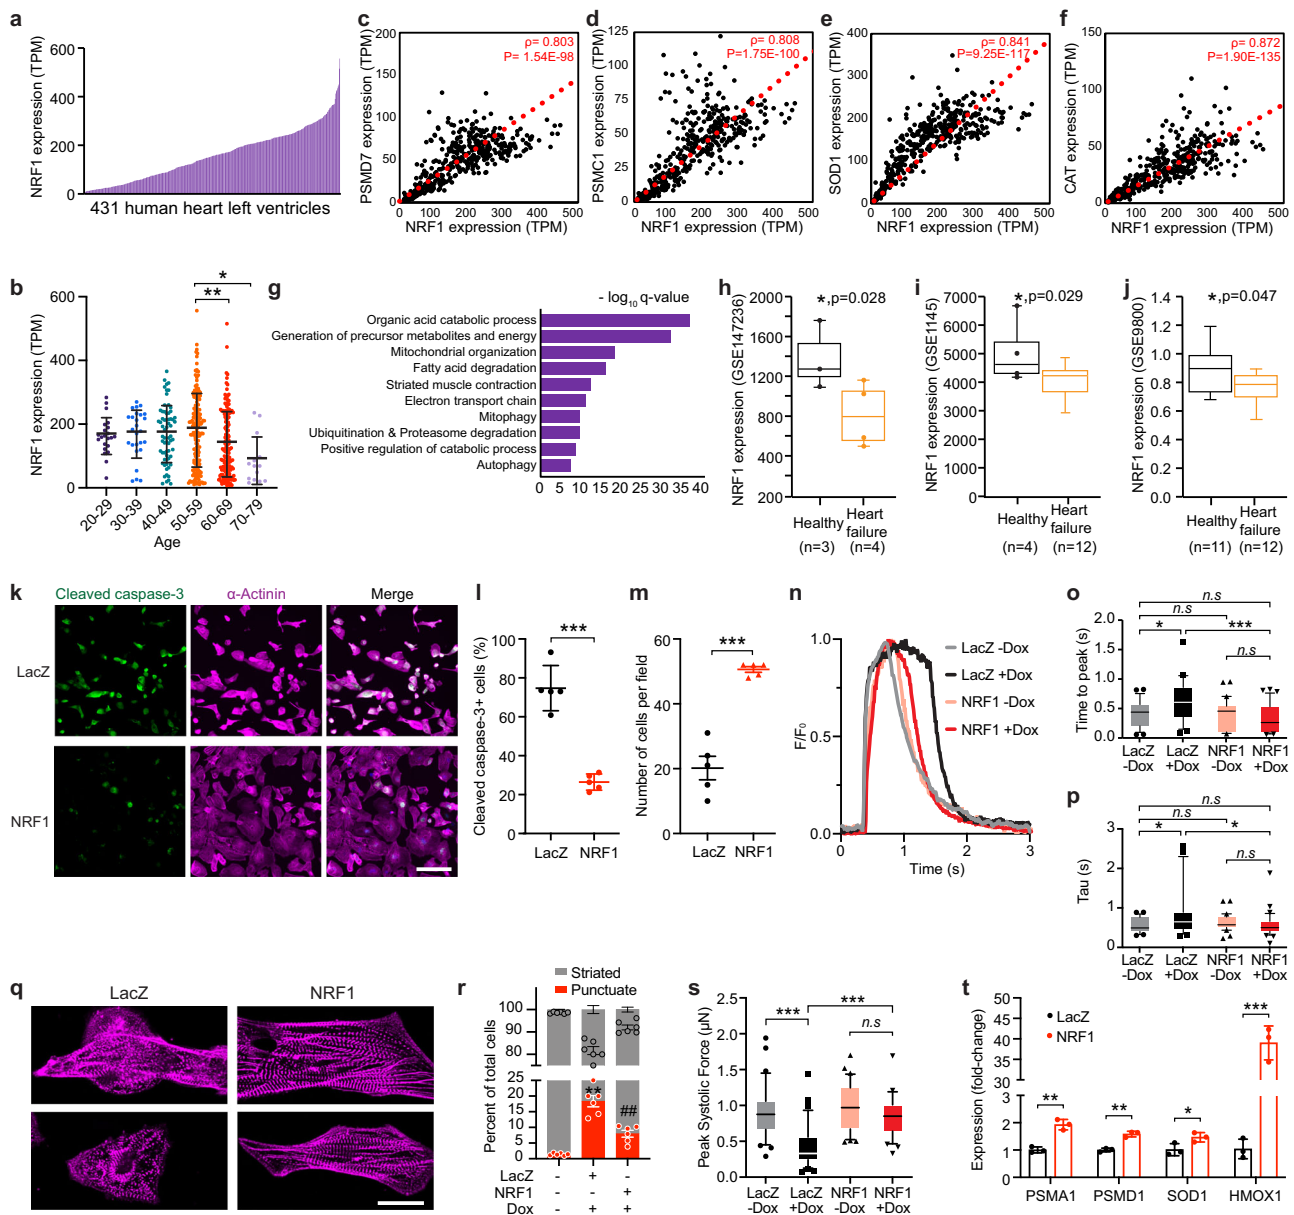 a
NRF1 expression (TPM)
600
400
200
0
431 human heart left ventricles
c
PSMD7 expression (TPM)
200
150
100
50
0
ρ= 0.803
P= 1.54E-98
0 100 200 300 400 500
NRF1 expression (TPM)
d
PSMC1 expression (TPM)
125
100
75
50
25
0
ρ= 0.808
P=1.75E-100
0 100 200 300 400 500
NRF1 expression (TPM)
e
SOD1 expression (TPM)
400
300
200
100
0
ρ= 0.841
P=9.25E-117
0 100 200 300 400 500
NRF1 expression (TPM)
f
CAT expression (TPM)
150
100
50
0
ρ= 0.872
P=1.90E-135
0 100 200 300 400 500
NRF1 expression (TPM)
b
NRF1 expression (TPM)
600
400
200
0
*
**
20-29 30-39 40-49 50-59 60-69 70-79
Age
g
- log10 q-value
Organic acid catabolic process
Generation of precursor metabolites and energy
Mitochondrial organization
Fatty acid degradation
Striated muscle contraction
Electron transport chain
Mitophagy
Ubiquitination & Proteasome degradation
Positive regulation of catabolic process
Autophagy
0 5 10 15 20 25 30 35 40
h
NRF1 expression (GSE147236)
2000
1800
1600
1400
1200
1000
800
600
400
200
*,p=0.028
Healthy Heart failure
(n=3) (n=4)
i
NRF1 expression (GSE1145)
7000
6000
5000
4000
3000
2000
1000
0
*,p=0.029
Healthy Heart failure
(n=4) (n=12)
j
NRF1 expression (GSE9800)
1.4
1.2
1.0
0.8
0.6
0.4
0.2
0.0
*,p=0.047
Healthy Heart failure
(n=11) (n=12)
k
Cleaved caspase-3 α-Actinin Merge
LacZ
NRF1
l
Cleaved caspase-3+ cells (%)
100
80
60
40
20
0
***
LacZ NRF1
m
Number of cells per field
60
40
20
0
***
LacZ NRF1
n
F/F0
1.0
0.5
0.0
LacZ -Dox
LacZ +Dox
NRF1 -Dox
NRF1 +Dox
0 1 2 3
Time (s)
o
Time to peak (s)
2.0
1.5
1.0
0.5
0.0
n.s
n.s
* ***
n.s
LacZ -Dox LacZ +Dox NRF1 -Dox NRF1 +Dox
p
Tau (s)
3
2
1
0
n.s
n.s
* *
n.s
LacZ -Dox LacZ +Dox NRF1 -Dox NRF1 +Dox
q
LacZ NRF1
r
Striated
Punctuate
Percent of total cells
100
90
80
25
20
15
10
5
0
**
##
LacZ - + -
NRF1 - - +
Dox - + +
s
Peak Systolic Force (µN)
2.5
2.0
1.5
1.0
0.5
0.0
***
***
n.s
LacZ -Dox LacZ +Dox NRF1 -Dox NRF1 +Dox
t
LacZ
NRF1
Expression (fold-change)
50
45
40
35
30
3
2
1
0
** ** * ***
PSMA1 PSMD1 SOD1 HMOX1